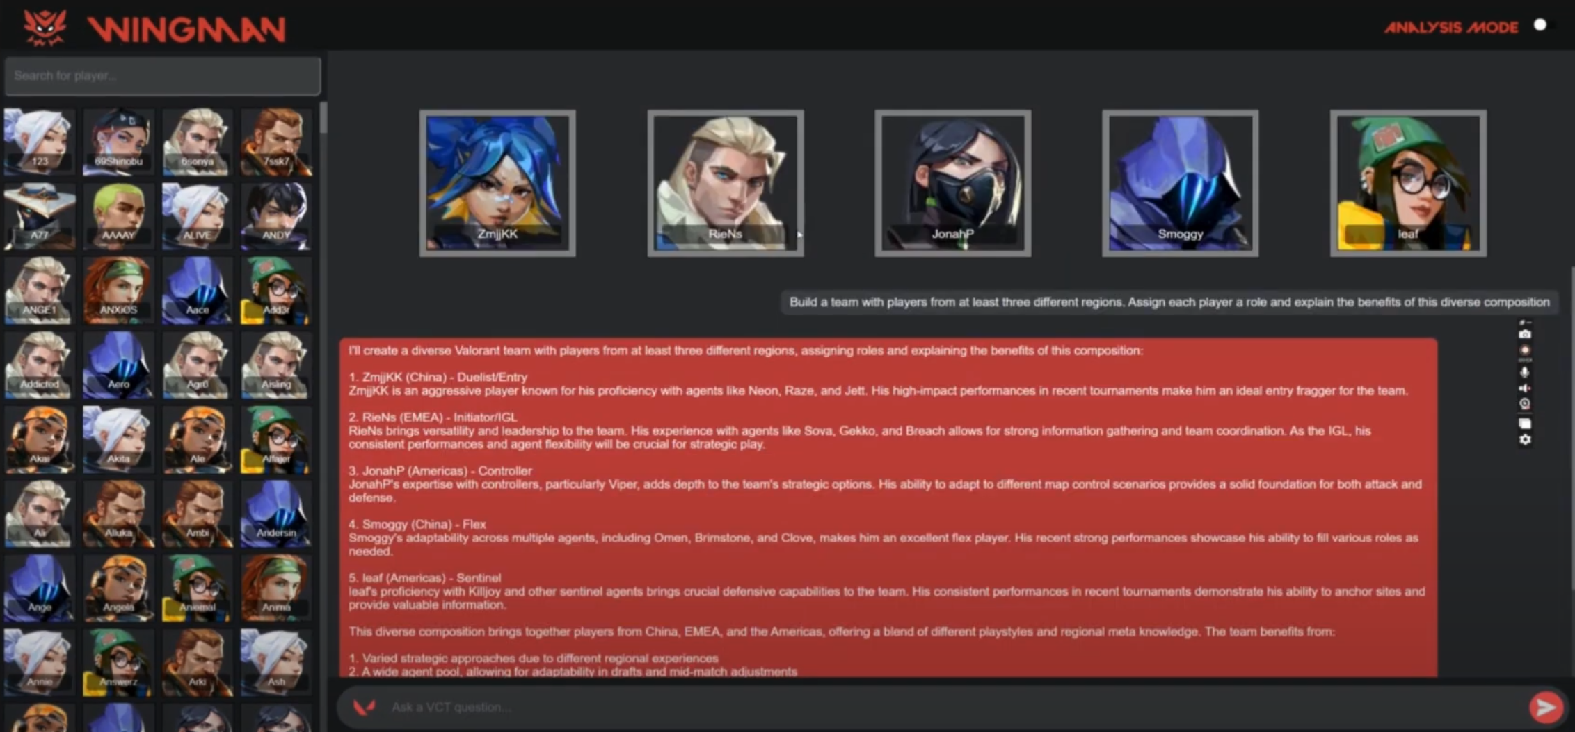 WINGMAN
ANALYSIS MODE
Search for player...
123
69Shinobu
6senya
7ssk7
A77
AAAAY
ALIVE
ANDY
ANGE1
ANXiOS
Aace
Add3r
Addicted
Aero
Agr0
Aisling
Akai
Akita
Ale
Alfajer
Ali
Alluka
Ambi
Andersin
Ange
Angela
Aniemal
Anima
Annie
Answerz
Arki
Ash
ZmjjKK
RieNs
JonahP
Smoggy
leaf
Build a team with players from at least three different regions. Assign each player a role and explain the benefits of this diverse composition
I'll create a diverse Valorant team with players from at least three different regions, assigning roles and explaining the benefits of this composition:
1. ZmjjKK (China) - Duelist/Entry
ZmjjKK is an aggressive player known for his proficiency with agents like Neon, Raze, and Jett. His high-impact performances in recent tournaments make him an ideal entry fragger for the team.
2. RieNs (EMEA) - Initiator/IGL
RieNs brings versatility and leadership to the team. His experience with agents like Sova, Gekko, and Breach allows for strong information gathering and team coordination. As the IGL, his
consistent performances and agent flexibility will be crucial for strategic play.
3. JonahP (Americas) - Controller
JonahP's expertise with controllers, particularly Viper, adds depth to the team's strategic options. His ability to adapt to different map control scenarios provides a solid foundation for both attack and
defense.
4. Smoggy (China) - Flex
Smoggy's adaptability across multiple agents, including Omen, Brimstone, and Clove, makes him an excellent flex player. His recent strong performances showcase his ability to fill various roles as
needed.
5. leaf (Americas) - Sentinel
leaf's proficiency with Killjoy and other sentinel agents brings crucial defensive capabilities to the team. His consistent performances in recent tournaments demonstrate his ability to anchor sites and
provide valuable information.
This diverse composition brings together players from China, EMEA, and the Americas, offering a blend of different playstyles and regional meta knowledge. The team benefits from:
1. Varied strategic approaches due to different regional experiences
2. A wide agent pool, allowing for adaptability in drafts and mid-match adjustments
Ask a VCT question...